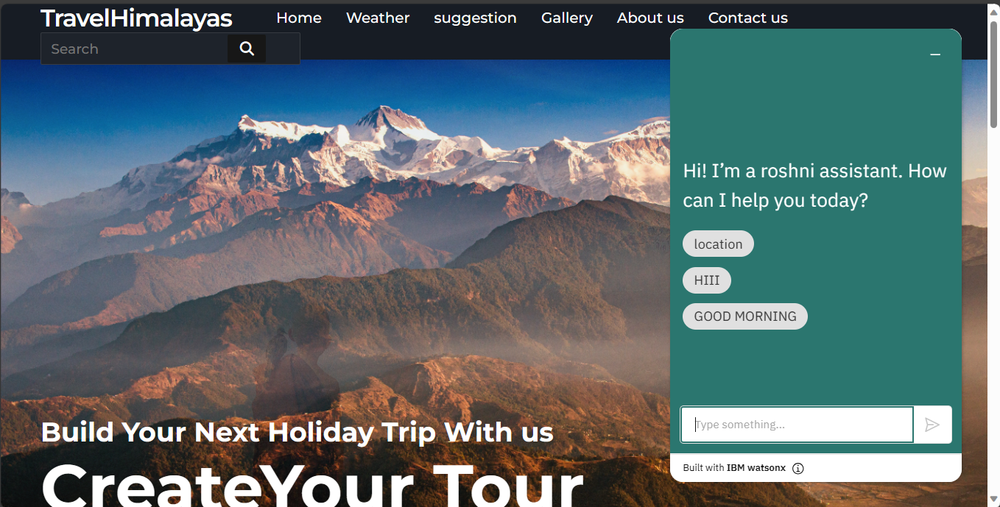 TravelHimalayas
Home Weather suggestion Gallery About us Contact us
Search
Hi! I’m a roshni assistant. How
can I help you today?
location
HIII
GOOD MORNING
Type something...
Built with IBM watsonx
Build Your Next Holiday Trip With us
CreateYour Tour